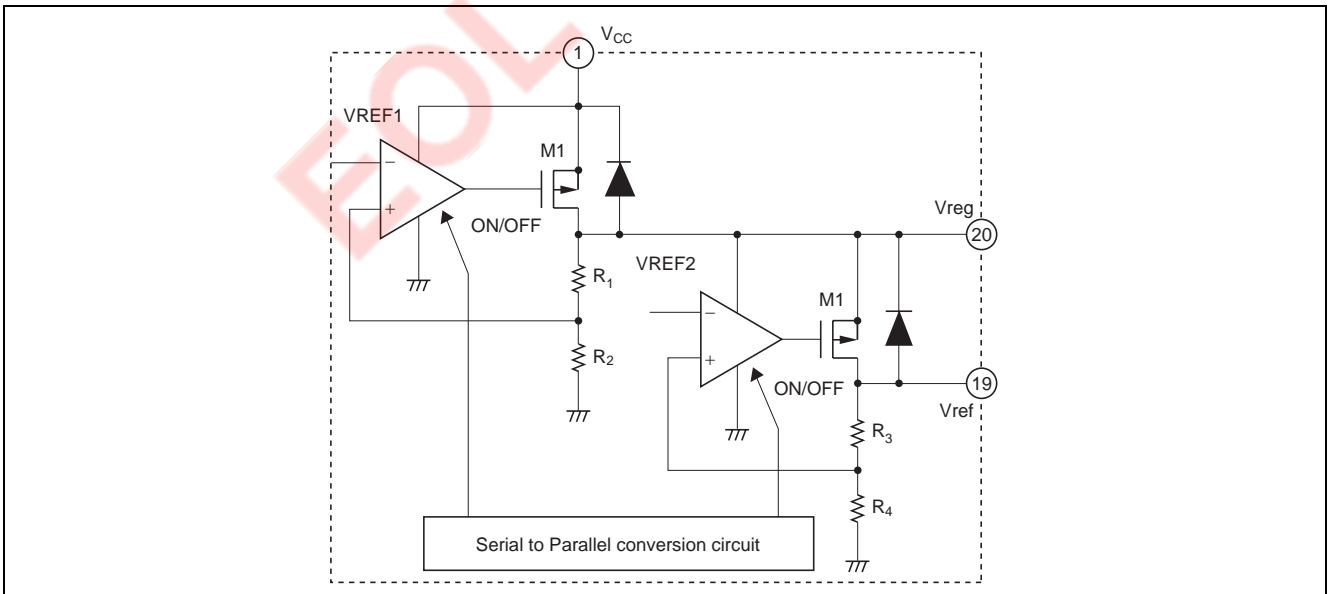 EOL
VCC
1
VREF1
M1
−
+
ON/OFF
Vreg
20
R1
VREF2
M1
−
R2
+
ON/OFF
19
Vref
R3
R4
Serial to Parallel conversion circuit